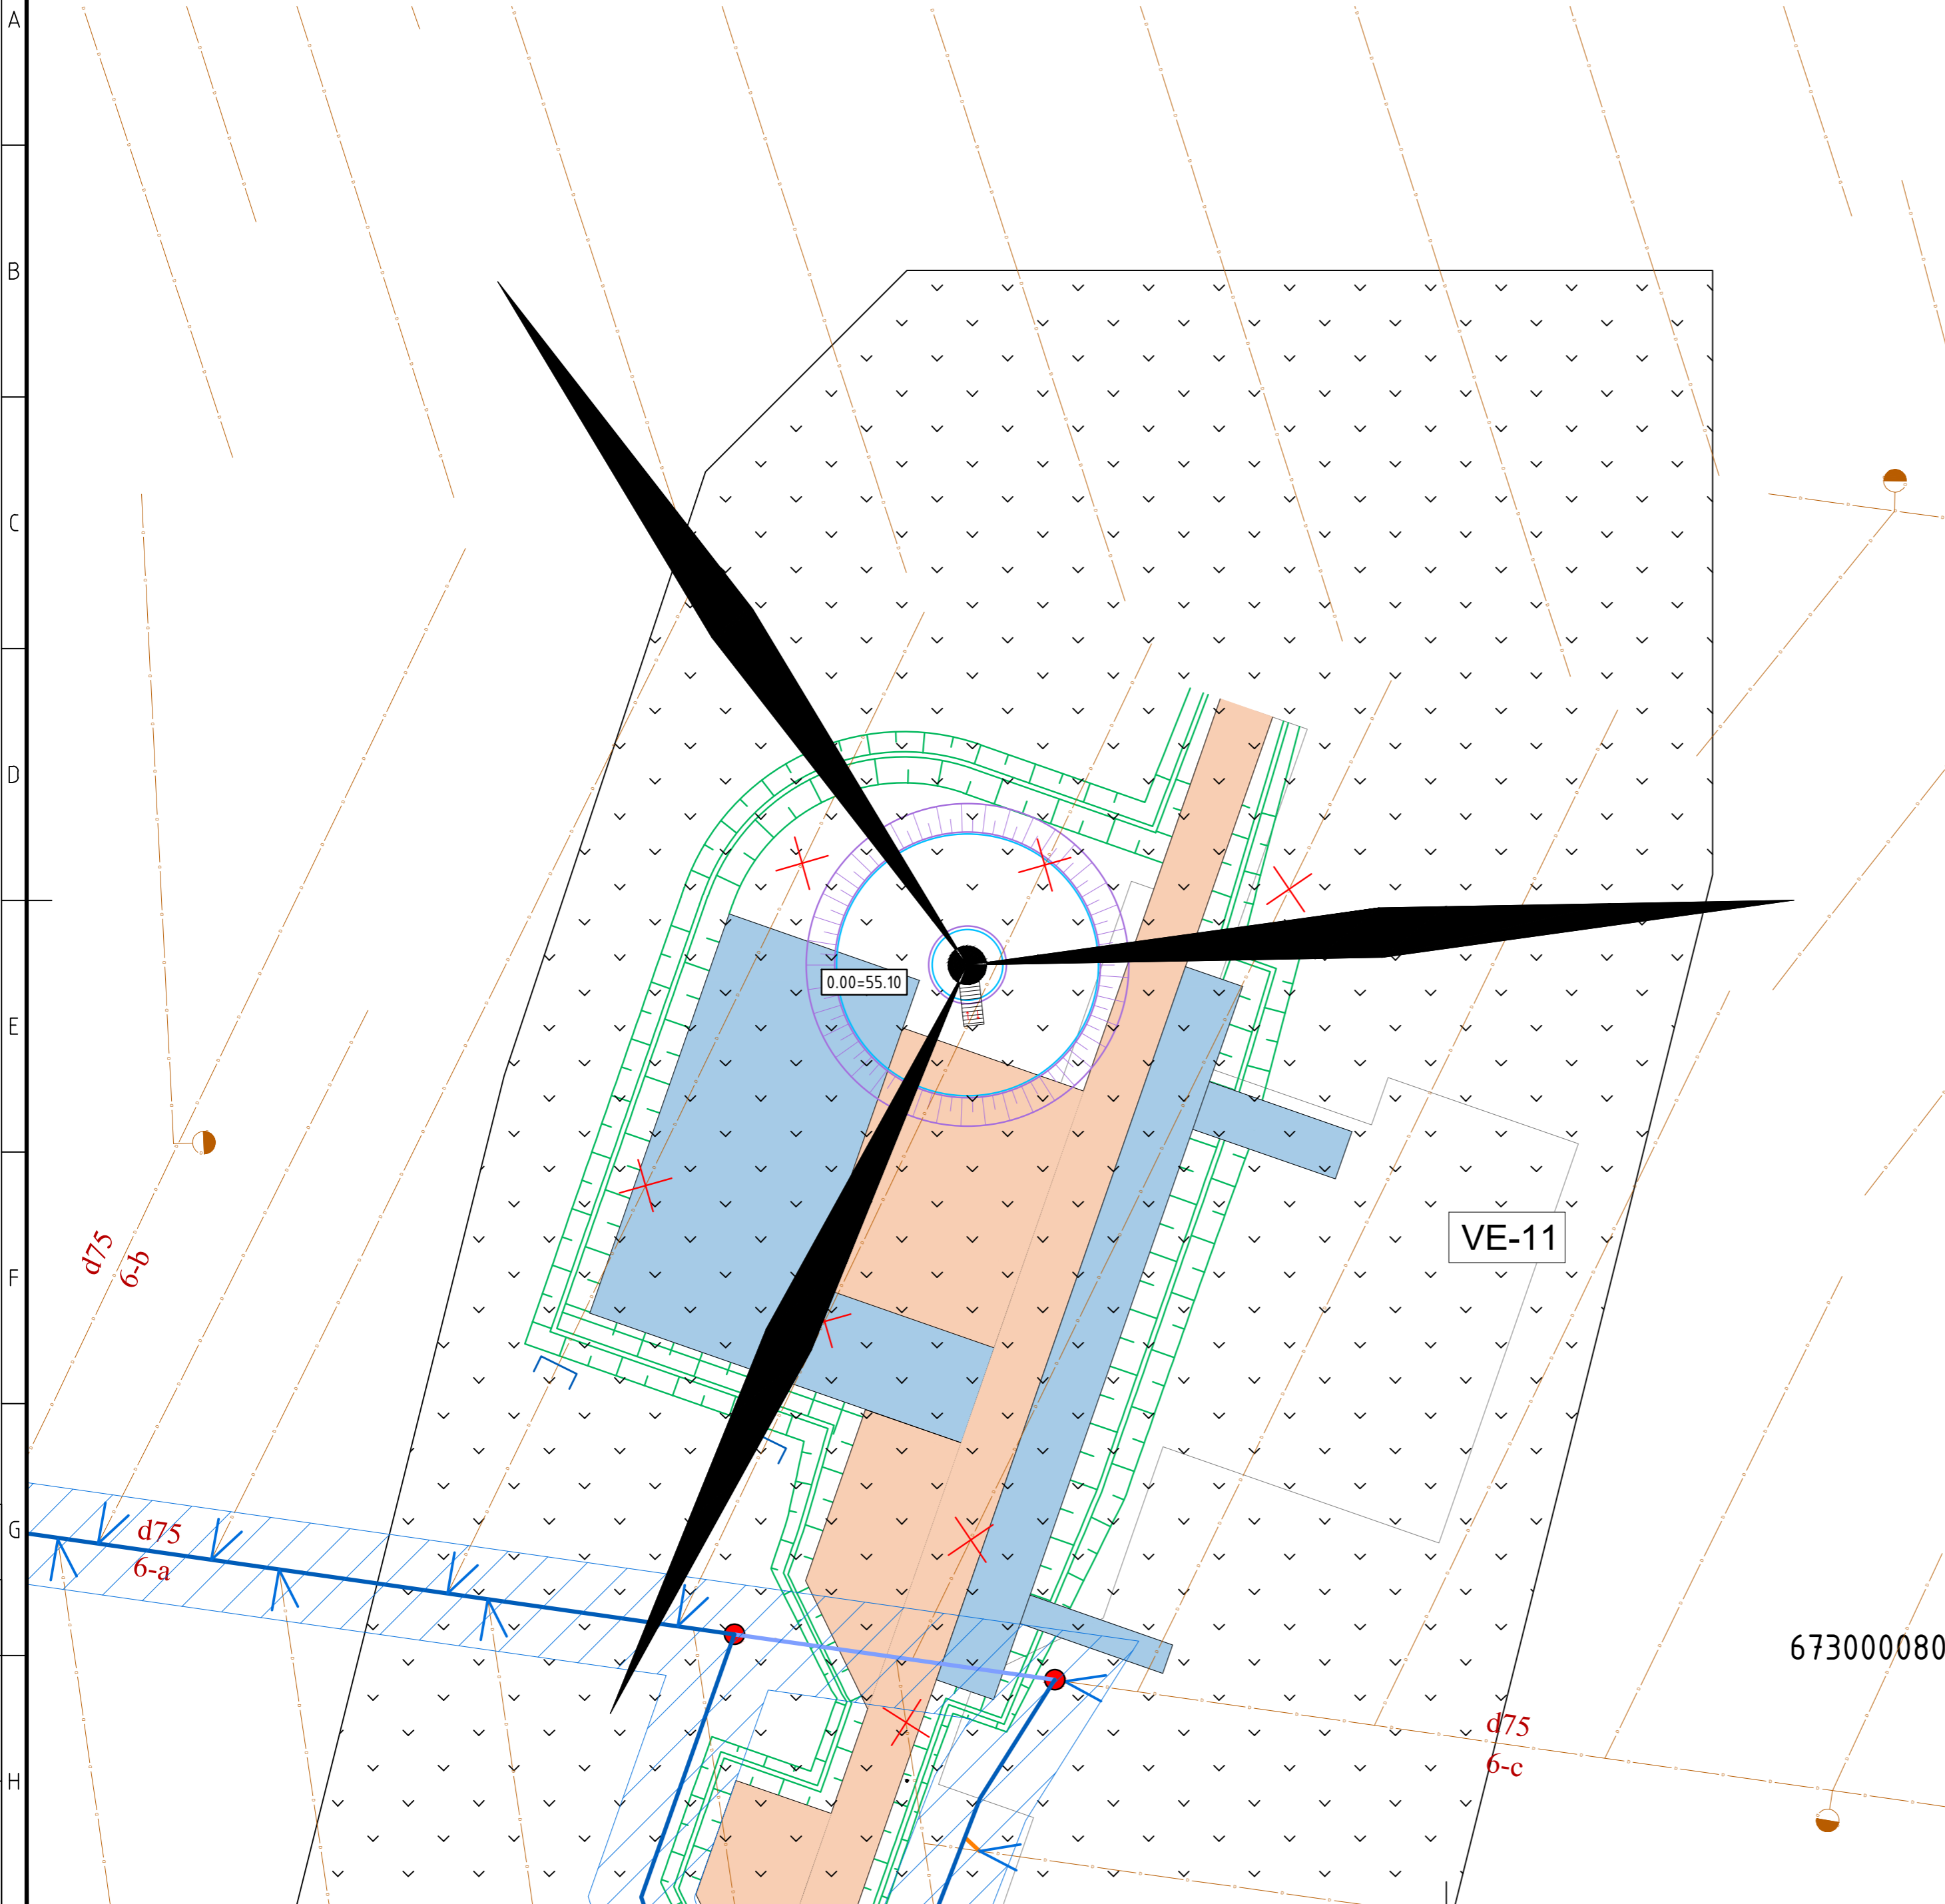 A
B
C
D
0.00=55.10
E
d75
6-b
VE-11
F
G
d75
6-a
673000080
d75
6-c
H